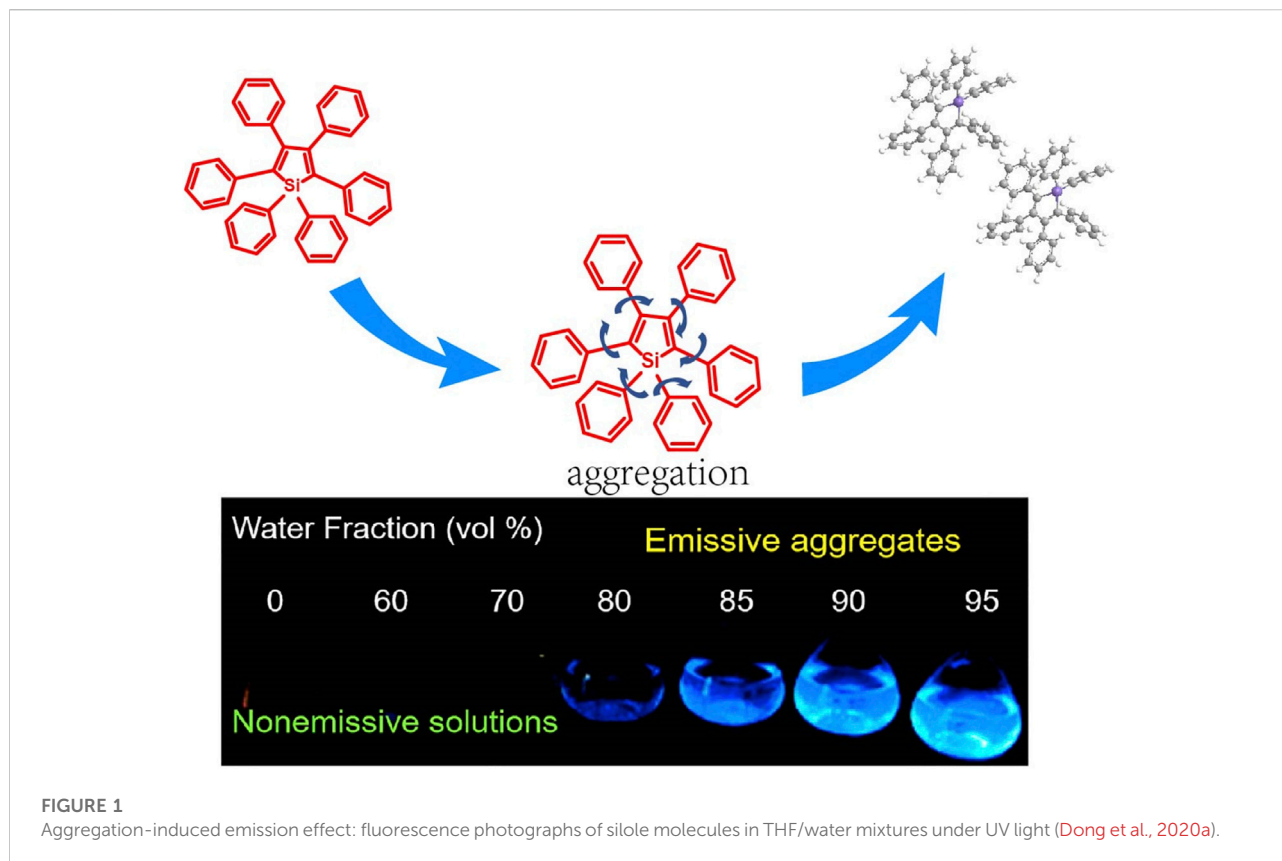 Si
Si
aggregation
Water Fraction (vol %)
Emissive aggregates
0 60 70 80 85 90 95
Nonemissive solutions
FIGURE 1
Aggregation-induced emission effect: fluorescence photographs of silole molecules in THF/water mixtures under UV light (Dong et al., 2020a).